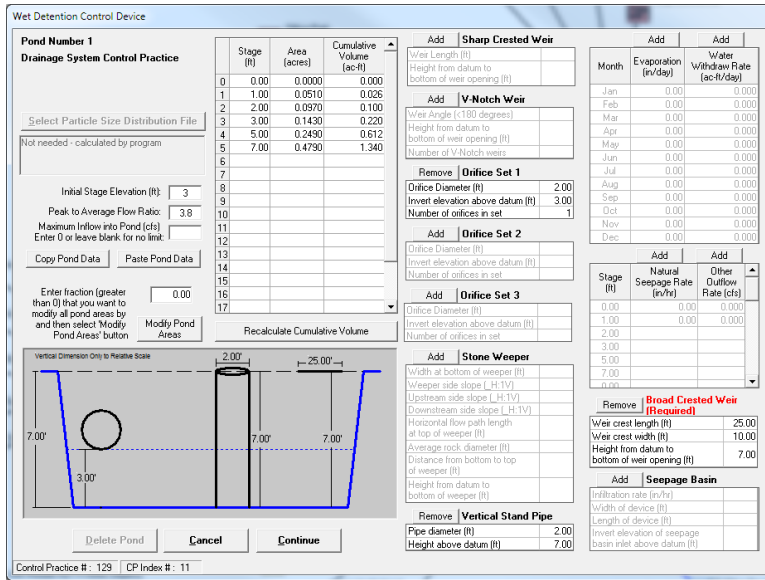 Wet Detention Control Device
Pond Number 1
Drainage System Control Practice
Select Particle Size Distribution File
Not needed - calculated by program
Initial Stage Elevation (ft): 3
Peak to Average Flow Ratio: 3.8
Maximum Inflow into Pond (cfs)
Enter 0 or leave blank for no limit:
Copy Pond Data Paste Pond Data
Enter fraction (greater
than 0) that you want to
modify all pond areas by
and then select 'Modify
Pond Areas' button
0.00
Modify Pond
Areas
Stage
(ft)
Area
(acres)
Cumulative
Volume
(ac-ft)
0 0.00 0.0000 0.000
1 1.00 0.0510 0.026
2 2.00 0.0970 0.100
3 3.00 0.1430 0.220
4 5.00 0.2490 0.612
5 7.00 0.4790 1.340
6
7
8
9
10
11
12
13
14
15
16
17
Recalculate Cumulative Volume
Vertical Dimension Only to Relative Scale
2.00'
25.00'
7.00'
7.00'
7.00'
3.00'
Delete Pond Cancel Continue
Control Practice # : 129 CP Index # : 11
Add Sharp Crested Weir
Weir Length (ft)
Height from datum to
bottom of weir opening (ft)
Add V-Notch Weir
Weir Angle (<180 degrees)
Height from datum to
bottom of weir opening (ft)
Number of V-Notch weirs
Remove Orifice Set 1
Orifice Diameter (ft) 2.00
Invert elevation above datum (ft) 3.00
Number of orifices in set 1
Add Orifice Set 2
Orifice Diameter (ft)
Invert elevation above datum (ft)
Number of orifices in set
Add Orifice Set 3
Orifice Diameter (ft)
Invert elevation above datum (ft)
Number of orifices in set
Add Stone Weeper
Width at bottom of weeper (ft)
Weeper side slope (_H:1V)
Upstream side slope (_H:1V)
Downstream side slope (_H:1V)
Horizontal flow path length
at top of weeper (ft)
Average rock diameter (ft)
Distance from bottom to top
of weeper (ft)
Height from datum to
bottom of weeper (ft)
Remove Vertical Stand Pipe
Pipe diameter (ft) 2.00
Height above datum (ft) 7.00
Add Add
Month
Evaporation
(in/day)
Water
Withdraw Rate
(ac-ft/day)
Jan 0.00 0.000
Feb 0.00 0.000
Mar 0.00 0.000
Apr 0.00 0.000
May 0.00 0.000
Jun 0.00 0.000
Jul 0.00 0.000
Aug 0.00 0.000
Sep 0.00 0.000
Oct 0.00 0.000
Nov 0.00 0.000
Dec 0.00 0.000
Add Add
Stage
(ft)
Natural
Seepage Rate
(in/hr)
Other
Outflow
Rate (cfs)
0.00 0.00 0.000
1.00 0.00 0.000
2.00
3.00
5.00
7.00
0.00
Remove Broad Crested Weir
(Required)
Weir crest length (ft) 25.00
Weir crest width (ft) 10.00
Height from datum to
bottom of weir opening (ft) 7.00
Add Seepage Basin
Infiltration rate (in/hr)
Width of device (ft)
Length of device (ft)
Invert elevation of seepage
basin inlet above datum (ft)